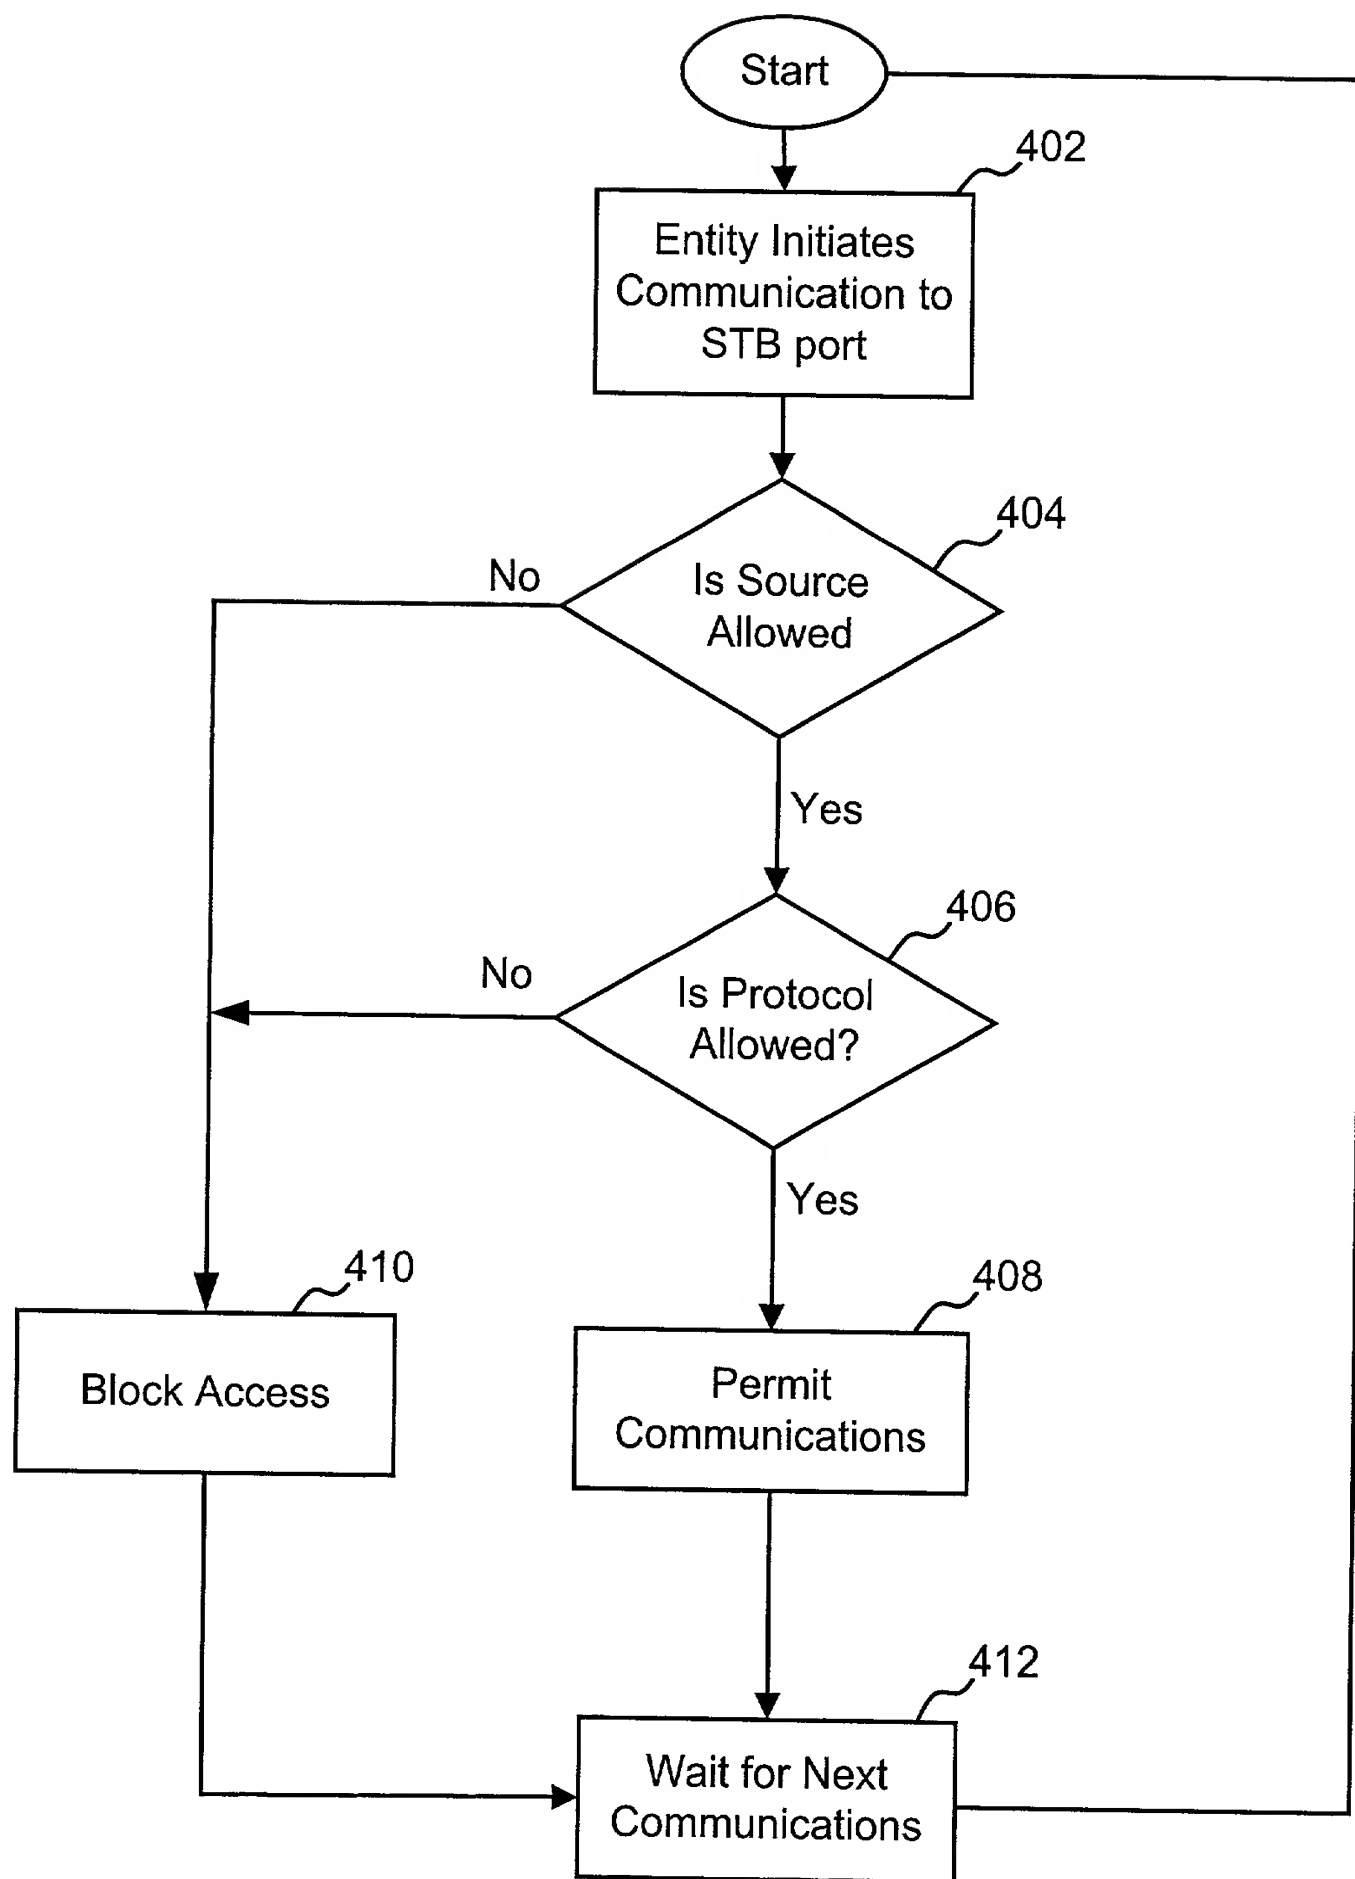 Start
402
Entity Initiates
Communication to
STB port
404
No
Is Source
Allowed
Yes
406
No
Is Protocol
Allowed?
Yes
410
408
Block Access
Permit
Communications
412
Wait for Next
Communications